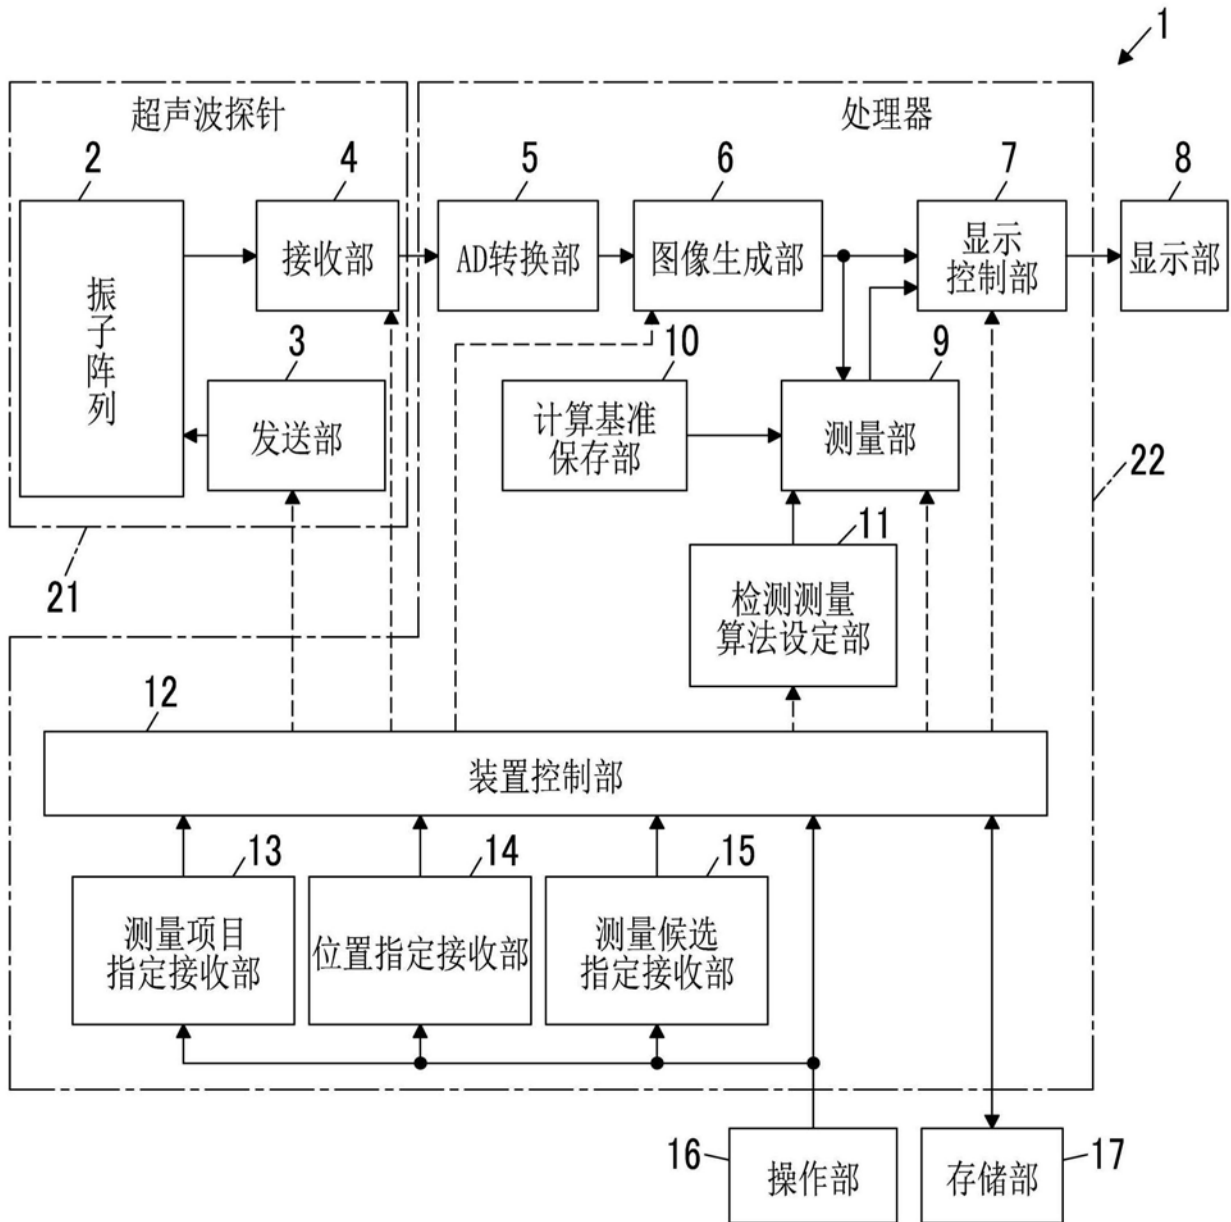 1
超声波探针
处理器
2
4
5
6
7
8
振子阵列
接收部
AD转换部
图像生成部
显示
控制部
显示部
3
10
9
发送部
计算基准
保存部
测量部
22
11
21
检测测量
算法设定部
12
装置控制部
13
14
15
测量项目
指定接收部
位置指定接收部
测量候选
指定接收部
16
操作部
存储部
17